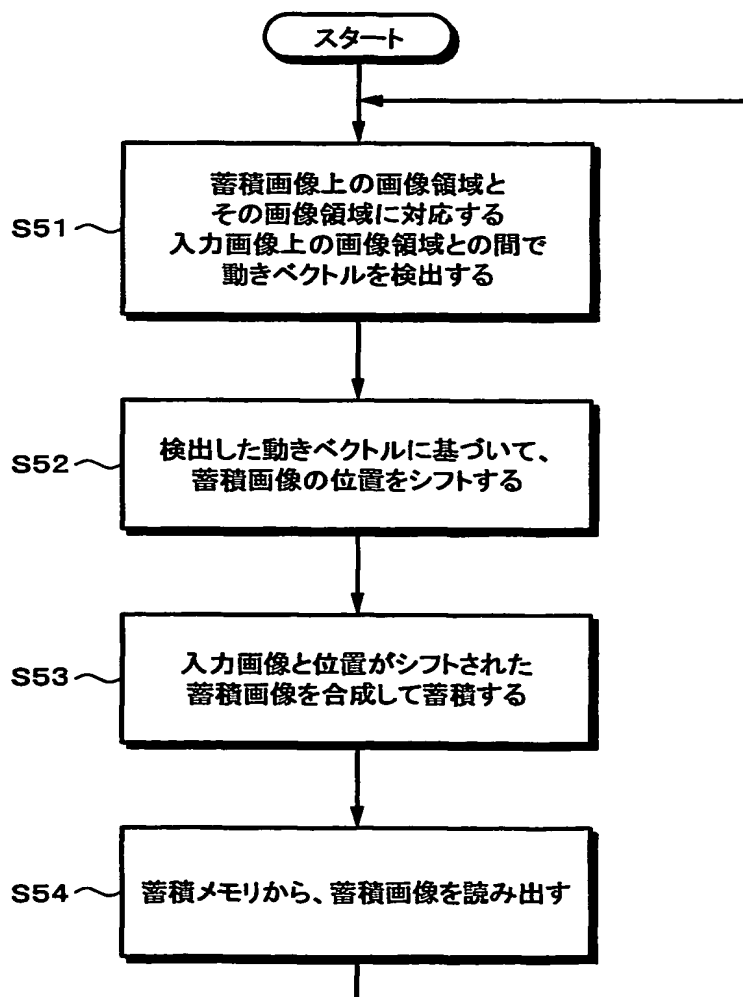 スタート
S51
蓄積画像上の画像領域と
その画像領域に対応する
入力画像上の画像領域との間で
動きベクトルを検出する
S52
検出した動きベクトルに基づいて、
蓄積画像の位置をシフトする
S53
入力画像と位置がシフトされた
蓄積画像を合成して蓄積する
S54
蓄積メモリから、蓄積画像を読み出す